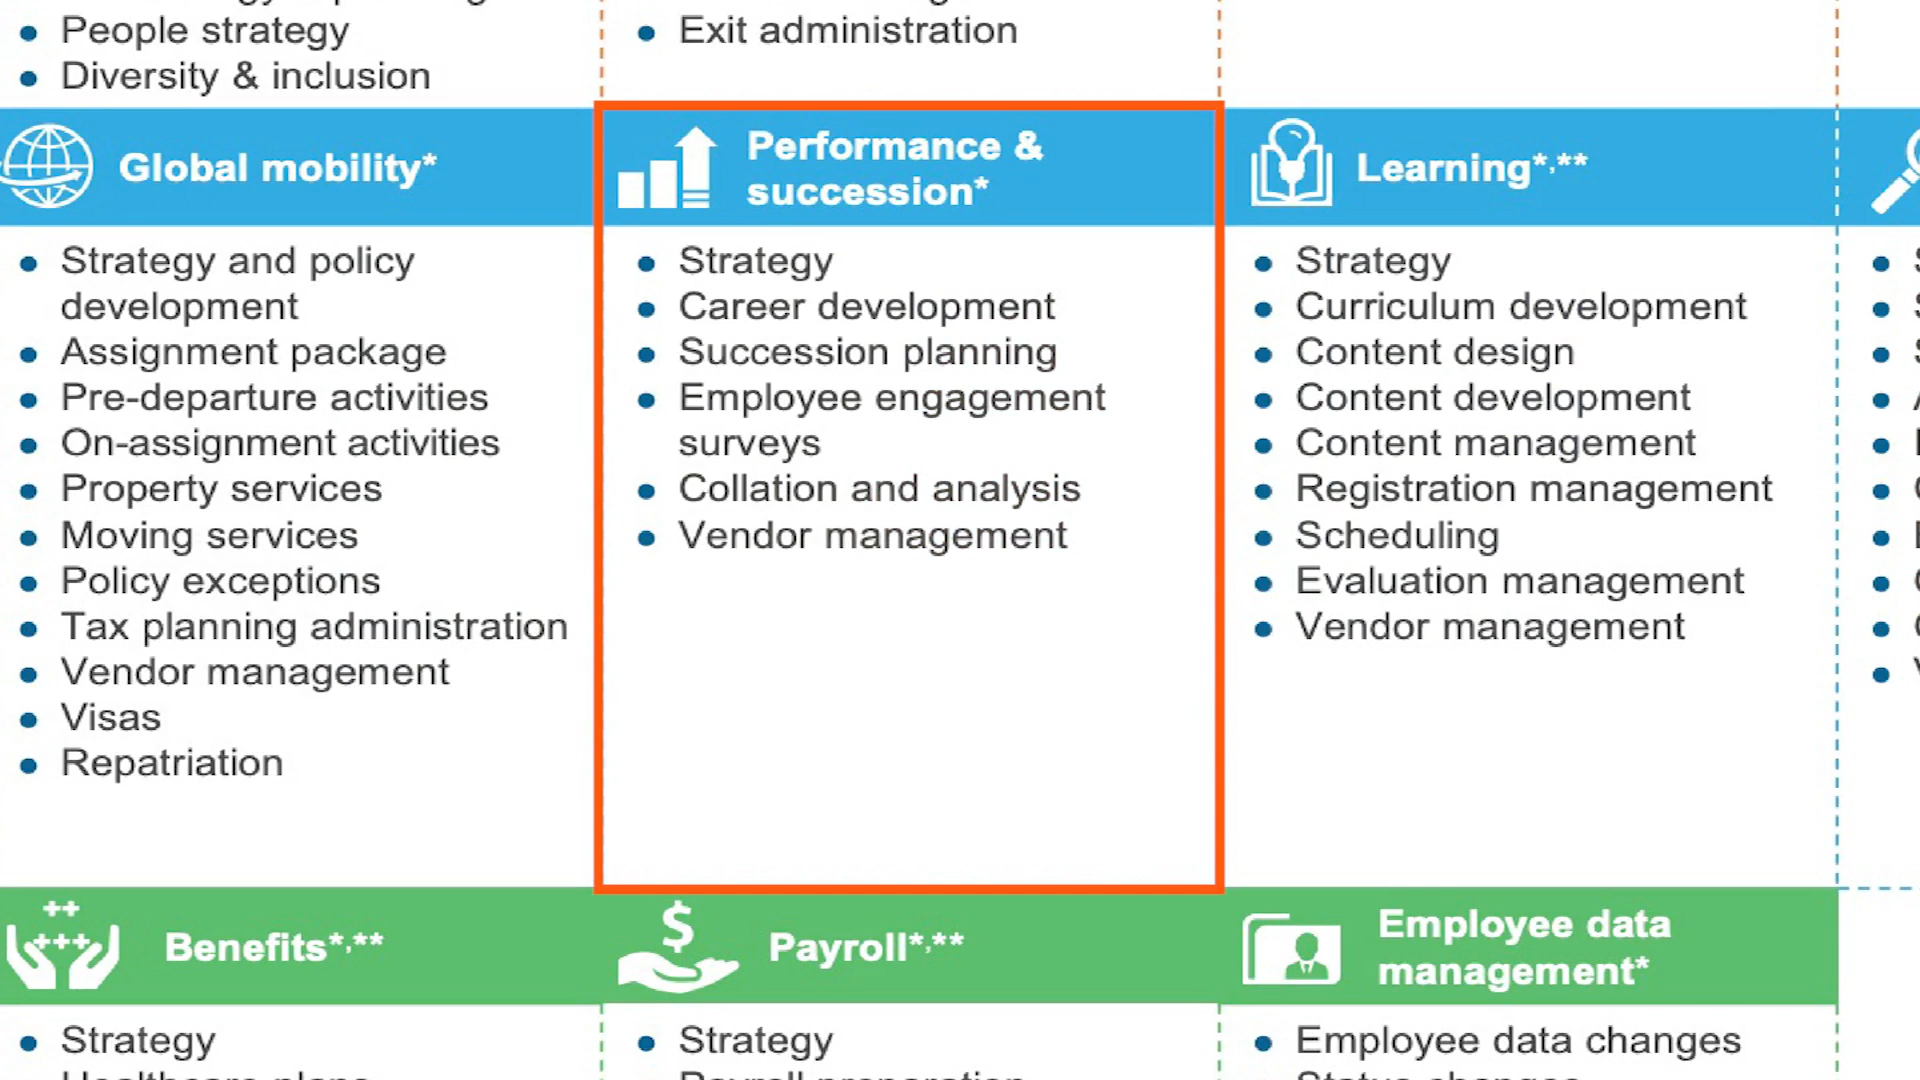 People strategy
Diversity & inclusion
Exit administration
Global mobility*
Strategy and policy
development
Assignment package
Pre-departure activities
On-assignment activities
Property services
Moving services
Policy exceptions
Tax planning administration
Vendor management
Visas
Repatriation
Performance &
succession*
Strategy
Career development
Succession planning
Employee engagement
surveys
Collation and analysis
Vendor management
Learning*,**
Strategy
Curriculum development
Content design
Content development
Content management
Registration management
Scheduling
Evaluation management
Vendor management
Benefits*,**
Strategy
Payroll*,**
Strategy
Employee data
management*
Employee data changes